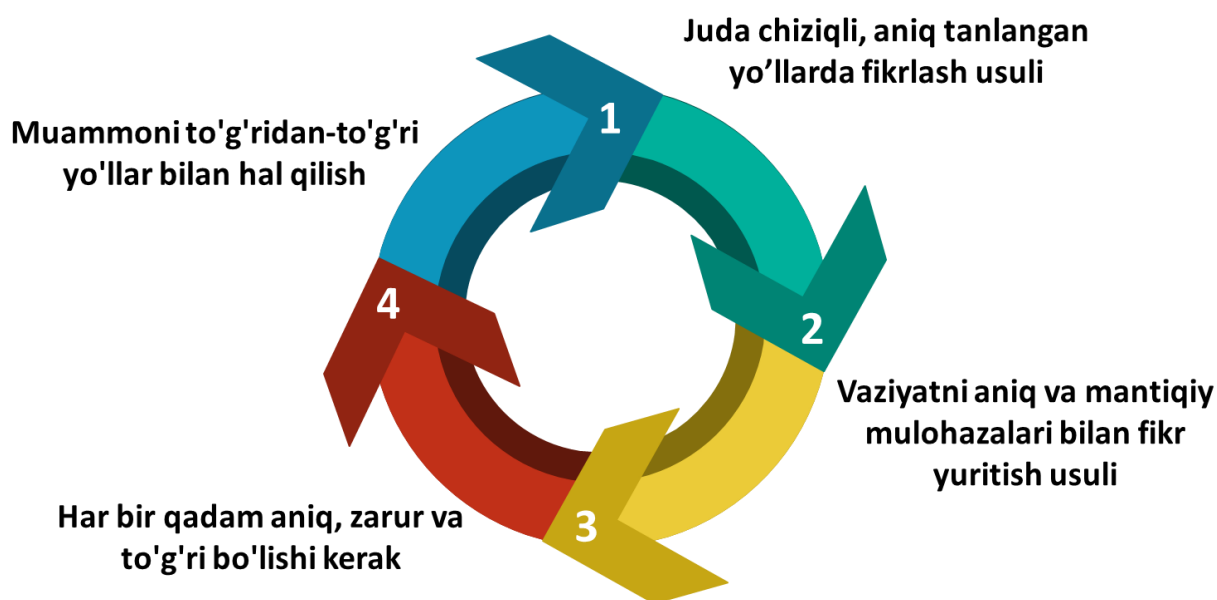 1
Juda chiziqli, aniq tanlangan
yo’llarda fikrlash usuli
2
Vaziyatni aniq va mantiqiy
mulohazalari bilan fikr
yuritish usuli
3
Har bir qadam aniq, zarur va
to'g'ri bo'lishi kerak
4
Muammoni to'g'ridan-to'g'ri
yo'llar bilan hal qilish